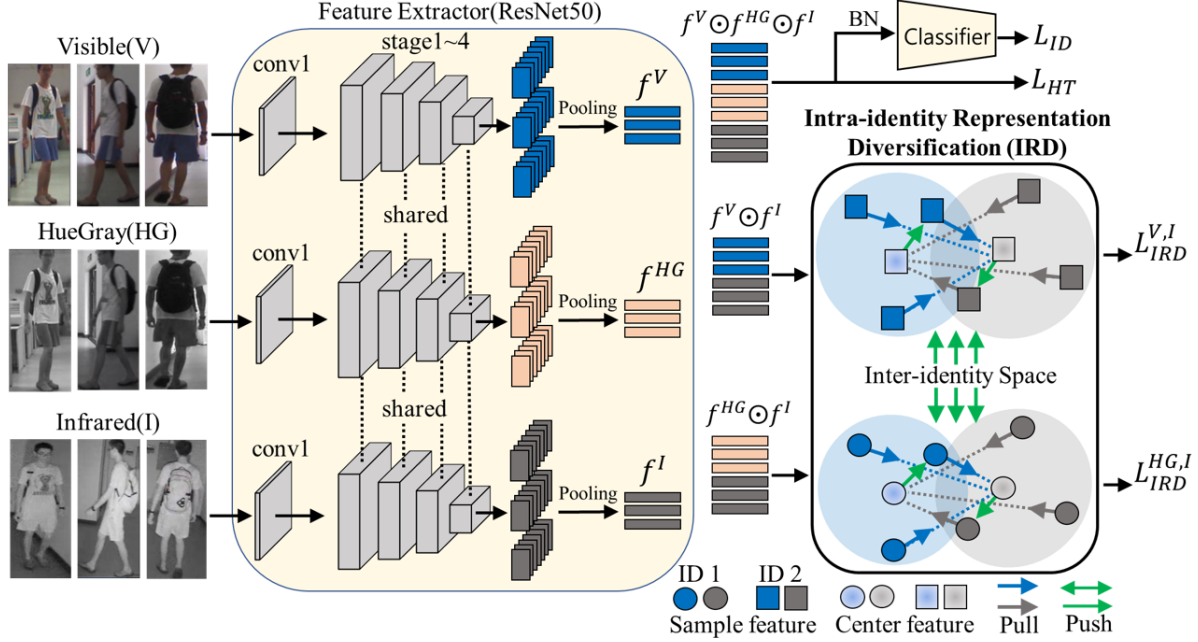 Feature Extractor(ResNet50)
Visible(V)
conv1
stage1~4
Pooling
f^V
shared
HueGray(HG)
conv1
Pooling
f^HG
shared
Infrared(I)
conv1
Pooling
f^I
f^V⊙f^HG⊙f^I
BN
Classifier
L_ID
L_HT
Intra-identity Representation
Diversification (IRD)
f^V⊙f^I
L_IRD^V,I
Inter-identity Space
f^HG⊙f^I
L_IRD^HG,I
ID 1
ID 2
Sample feature
Center feature
Pull
Push